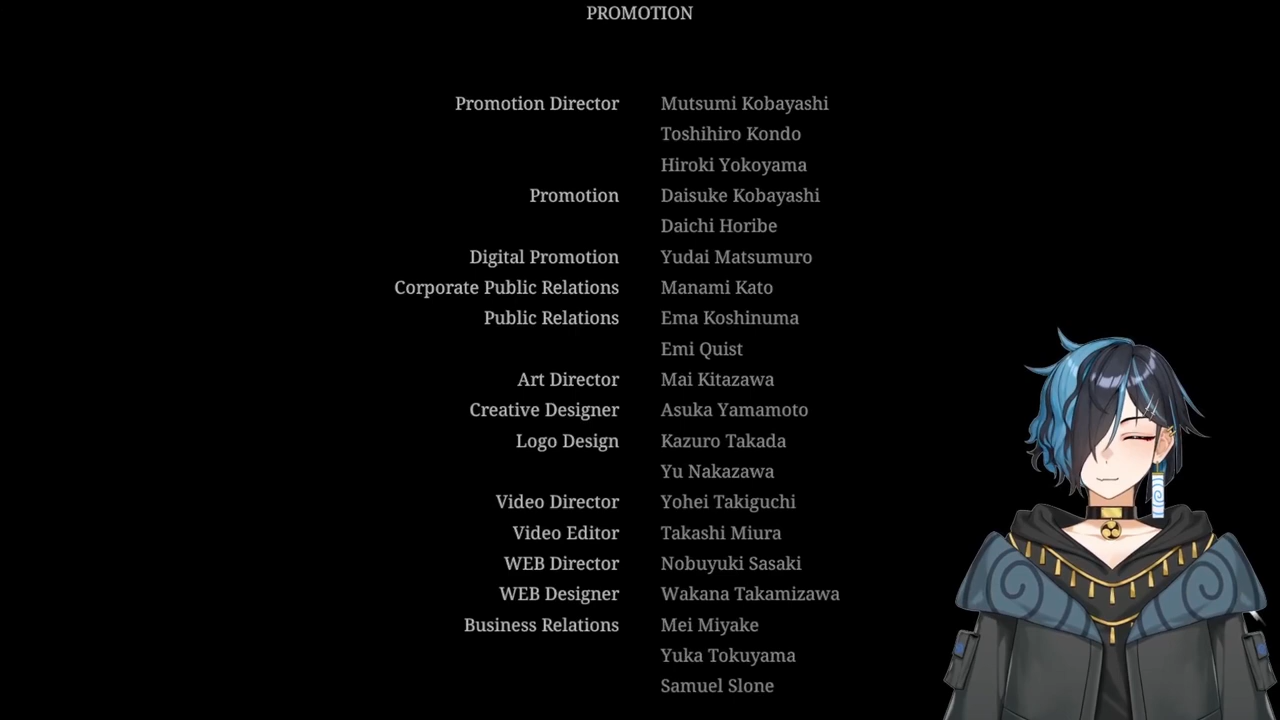 PROMOTION
Promotion Director Mutsumi Kobayashi
Toshihiro Kondo
Hiroki Yokoyama
Promotion Daisuke Kobayashi
Daichi Horibe
Digital Promotion Yudai Matsumuro
Corporate Public Relations Manami Kato
Public Relations Ema Koshinuma
Emi Quist
Art Director Mai Kitazawa
Creative Designer Asuka Yamamoto
Logo Design Kazuro Takada
Yu Nakazawa
Video Director Yohei Takiguchi
Video Editor Takashi Miura
WEB Director Nobuyuki Sasaki
WEB Designer Wakana Takamizawa
Business Relations Mei Miyake
Yuka Tokuyama
Samuel Slone